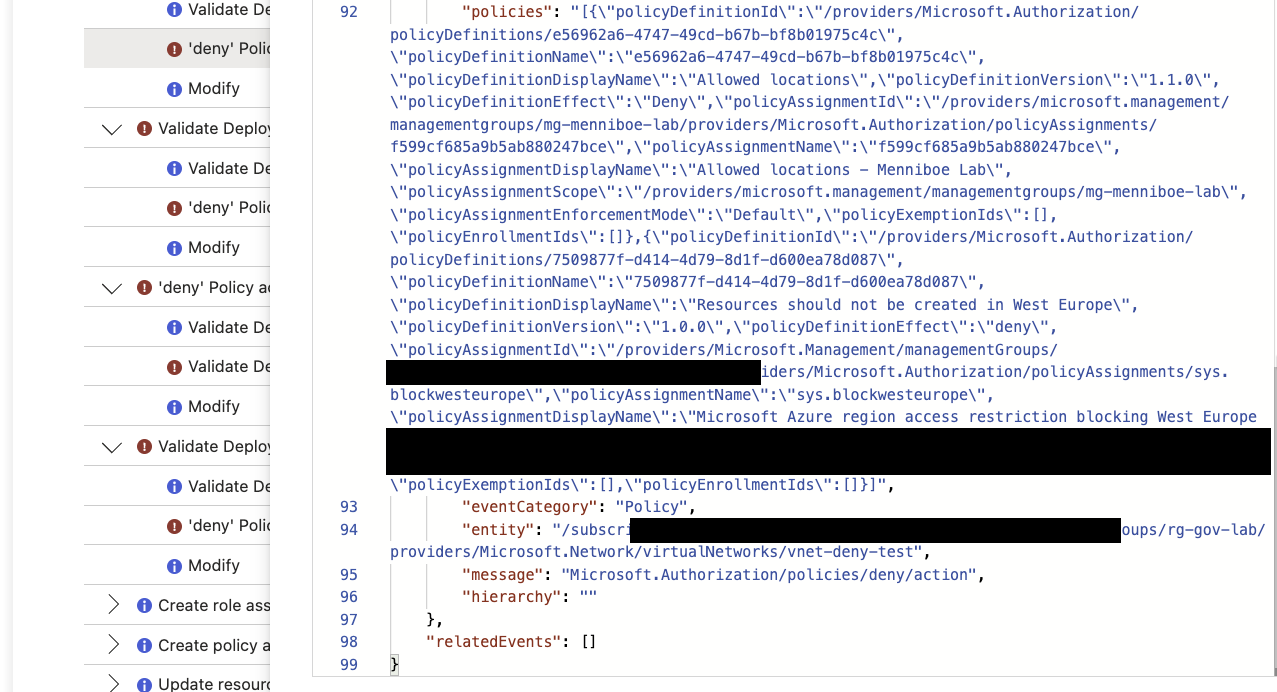 Validate De
'deny' Polic
Modify
Validate Deploy
Validate De
'deny' Polic
Modify
'deny' Policy ac
Validate De
Validate De
Modify
Validate Deploy
Validate De
'deny' Polic
Modify
Create role ass
Create policy a
Update resourc
92 "policies": "[{\"policyDefinitionId\":\"/providers/Microsoft.Authorization/
policyDefinitions/e56962a6-4747-49cd-b67b-bf8b01975c4c\",
\"policyDefinitionName\":\"e56962a6-4747-49cd-b67b-bf8b01975c4c\",
\"policyDefinitionDisplayName\":\"Allowed locations\",\"policyDefinitionVersion\":\"1.1.0\",
\"policyDefinitionEffect\":\"Deny\",\"policyAssignmentId\":\"/providers/microsoft.management/
managementgroups/mg-menniboe-lab/providers/Microsoft.Authorization/policyAssignments/
f599cf685a9b5ab880247bce\",\"policyAssignmentName\":\"f599cf685a9b5ab880247bce\",
\"policyAssignmentDisplayName\":\"Allowed locations – Menniboe Lab\",
\"policyAssignmentScope\":\"/providers/microsoft.management/managementgroups/mg-menniboe-lab\",
\"policyAssignmentEnforcementMode\":\"Default\",\"policyExemptionIds\":[],
\"policyEnrollmentIds\":[]},{\"policyDefinitionId\":\"/providers/Microsoft.Authorization/
policyDefinitions/7509877f-d414-4d79-8d1f-d600ea78d087\",
\"policyDefinitionName\":\"7509877f-d414-4d79-8d1f-d600ea78d087\",
\"policyDefinitionDisplayName\":\"Resources should not be created in West Europe\",
\"policyDefinitionVersion\":\"1.0.0\",\"policyDefinitionEffect\":\"deny\",
\"policyAssignmentId\":\"/providers/Microsoft.Management/managementGroups/
iders/Microsoft.Authorization/policyAssignments/sys.
blockwesteurope\",\"policyAssignmentName\":\"sys.blockwesteurope\",
\"policyAssignmentDisplayName\":\"Microsoft Azure region access restriction blocking West Europe
\"policyExemptionIds\":[],\"policyEnrollmentIds\":[]}]",
93 "eventCategory": "Policy",
94 "entity": "/subscri oups/rg-gov-lab/
providers/Microsoft.Network/virtualNetworks/vnet-deny-test",
95 "message": "Microsoft.Authorization/policies/deny/action",
96 "hierarchy": ""
97 },
98 "relatedEvents": []
99 }